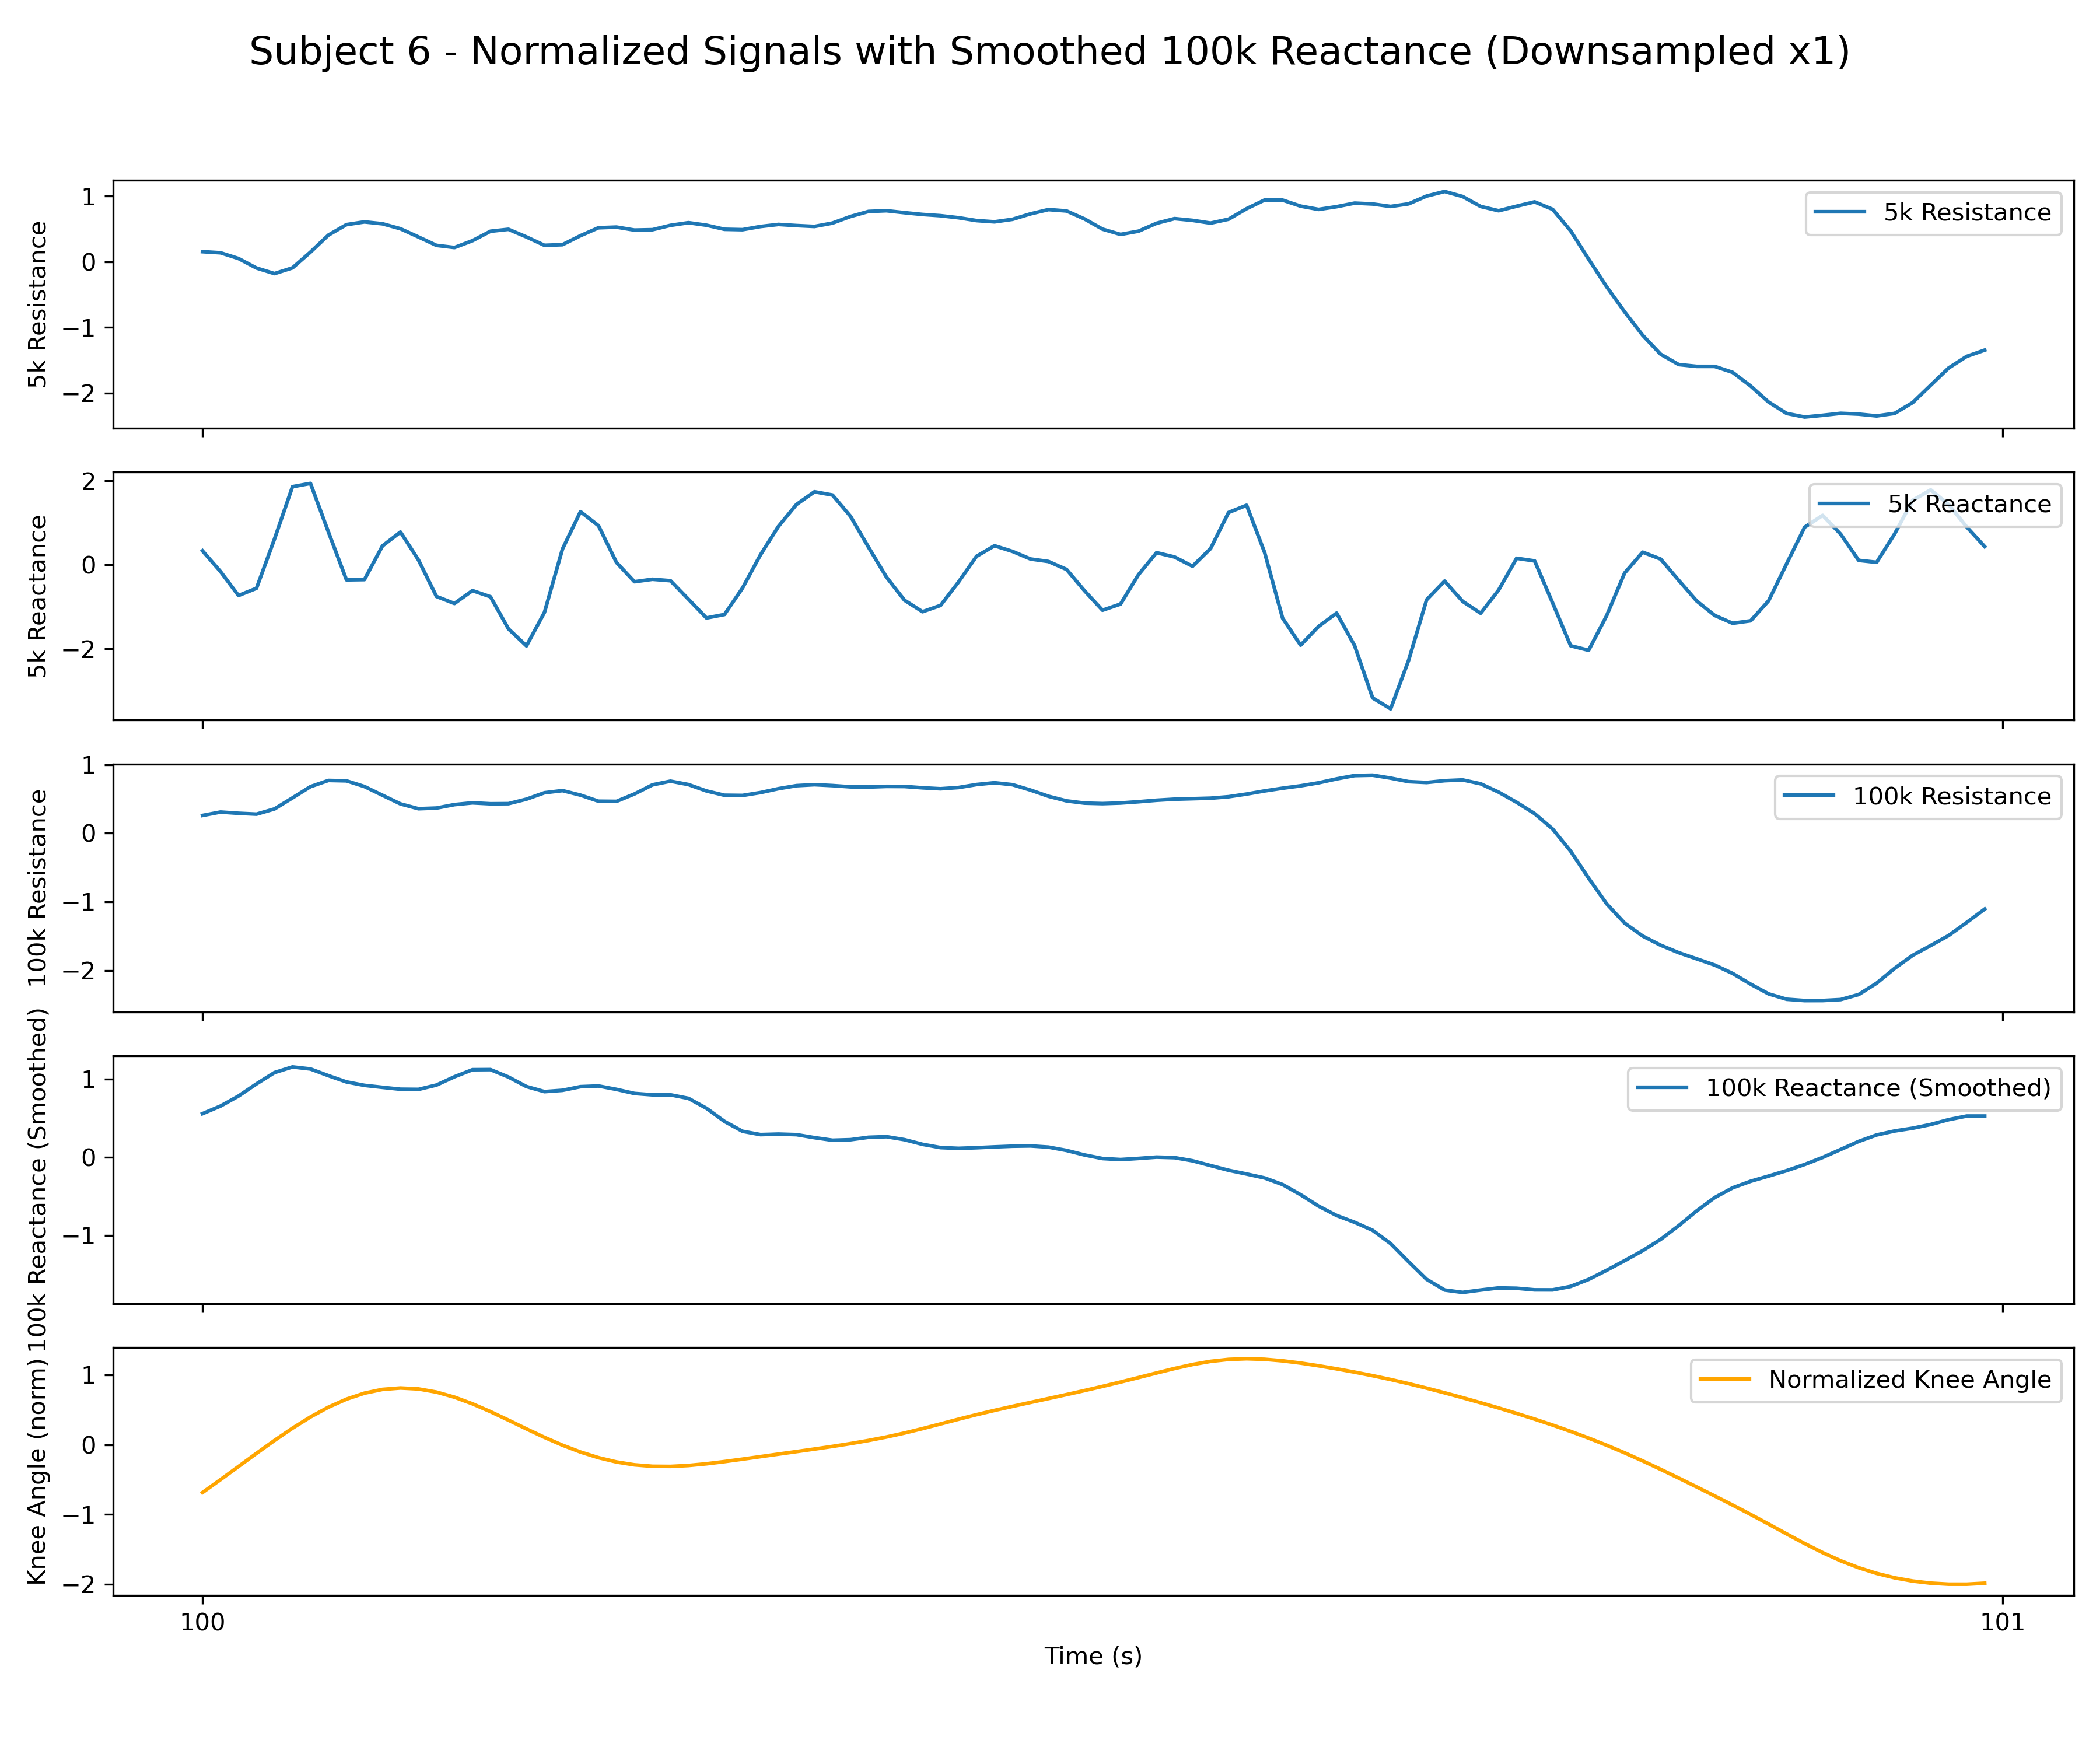 Subject 6 - Normalized Signals with Smoothed 100k Reactance (Downsampled x1)
5k Resistance
1
0
−1
−2
5k Resistance
5k Reactance
2
0
−2
5k Reactance
100k Resistance
1
0
−1
−2
100k Resistance
100k Reactance (Smoothed)
1
0
−1
100k Reactance (Smoothed)
Knee Angle (norm)
1
0
−1
−2
Normalized Knee Angle
100
101
Time (s)